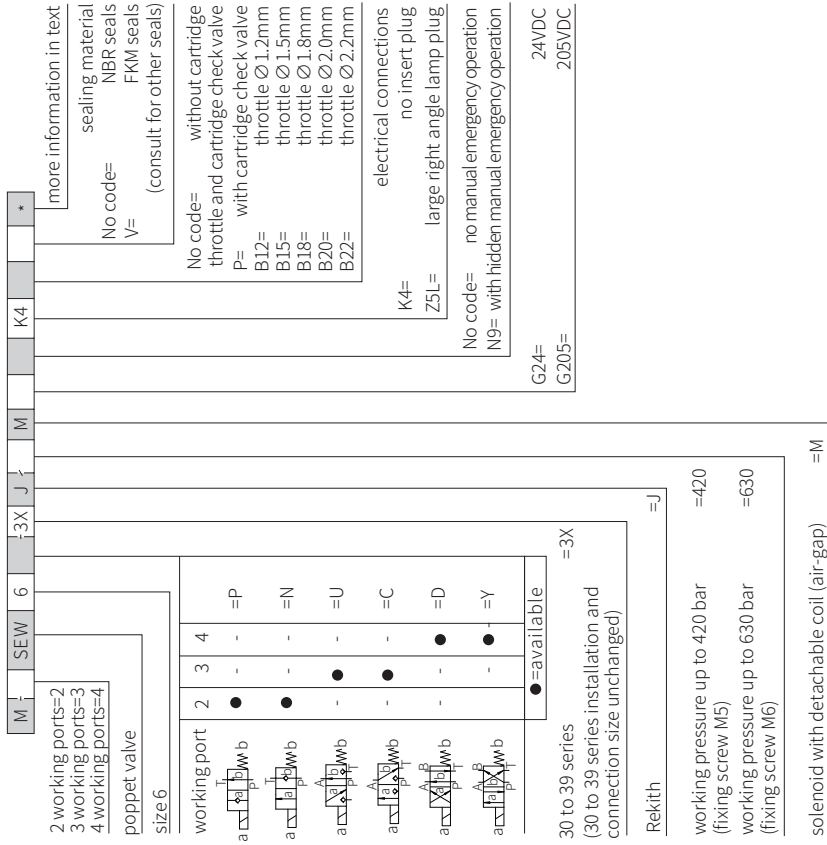 M - SEW 6 -3X J - M K4 *
2 working ports=2
3 working ports=3
4 working ports=4
poppet valve
size 6
working port 2 3 4
a a b b T P ● - - =P
a a b b T P ● - - =N
a a b b A P T - ● - =U
a a b b A P T - ● - =C
a a b b A B P T - - ● =D
a a b b A B P T - - ● =Y
●=available
30 to 39 series =3X
(30 to 39 series installation and
connection size unchanged)
Rekith =J
working pressure up to 420 bar =420
(fixing screw M5)
working pressure up to 630 bar =630
(fixing screw M6)
solenoid with detachable coil (air-gap) =M
more information in text
sealing material
No code= NBR seals
V= FKM seals
(consult for other seals)
No code= without cartridge
throttle and cartridge check valve
P= with cartridge check valve
B12= throttle Ø1.2mm
B15= throttle Ø1.5mm
B18= throttle Ø1.8mm
B20= throttle Ø2.0mm
B22= throttle Ø2.2mm
electrical connections
K4= no insert plug
Z5L= large right angle lamp plug
No code= no manual emergency operation
N9= with hidden manual emergency operation
G24= 24VDC
G205= 205VDC